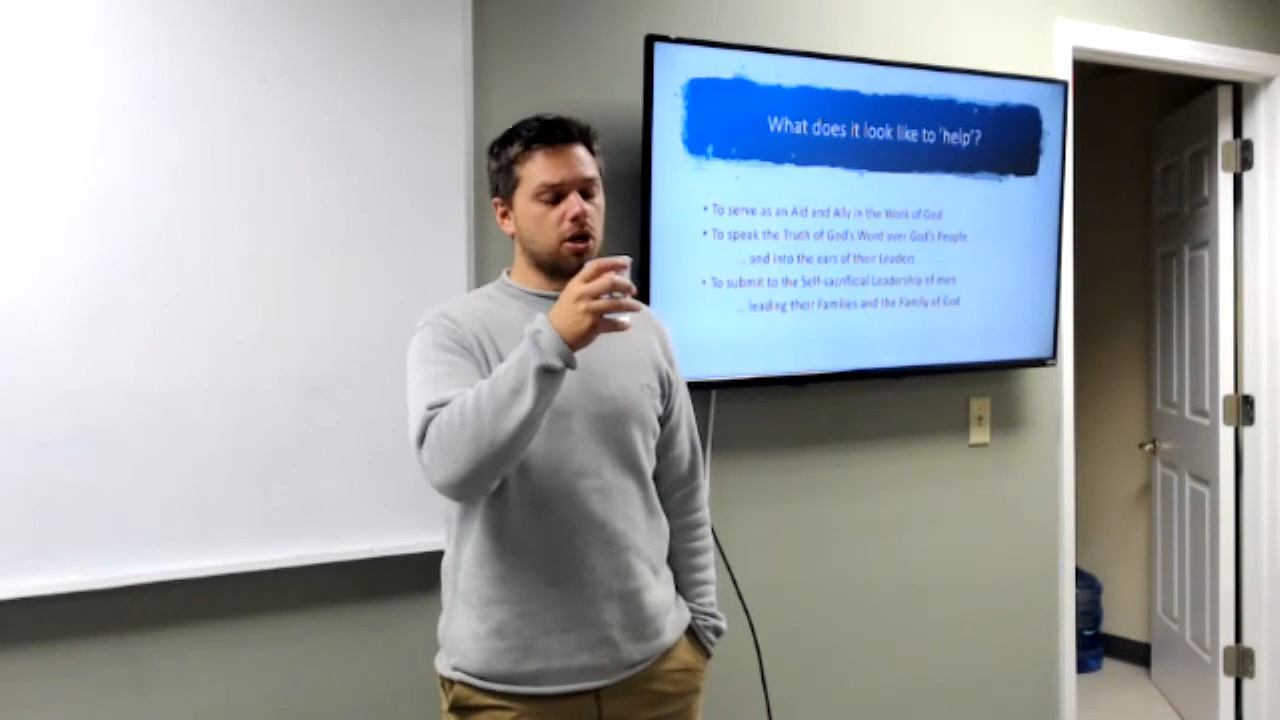 What does it look like to 'help'?
• To serve as an Aid and Ally in the Work of God
• To speak the Truth of God's Word over God's People
... and into the ears of their Leaders
• To submit to the Self-sacrificial Leadership of men
... leading their Families and the Family of God